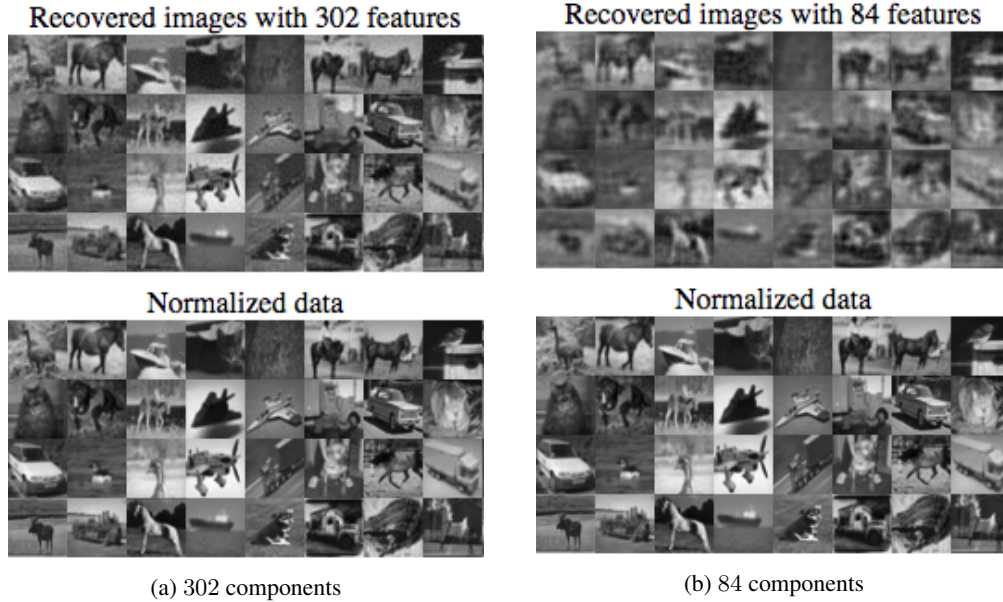 Recovered images with 302 features
Normalized data
(a) 302 components
Recovered images with 84 features
Normalized data
(b) 84 components